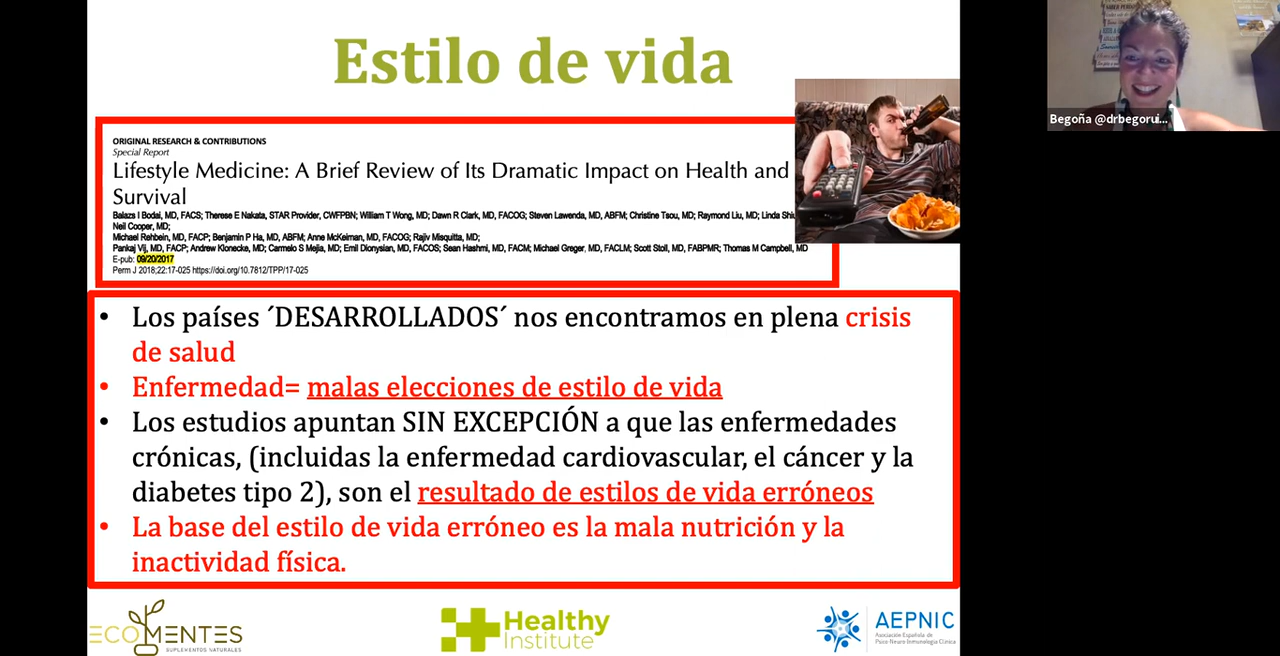 Estilo de vida
Begoña @drbegorui...
ORIGINAL RESEARCH & CONTRIBUTIONS
Special Report
Lifestyle Medicine: A Brief Review of Its Dramatic Impact on Health and
Survival
Balazs I Bodai, MD, FACS; Therese E Nakata, STAR Provider, CWFPBN; William T Wong, MD; Dawn R Clark, MD, FACOG; Steven Lawenda, MD, ABFM; Christine Tsou, MD; Raymond Liu, MD; Linda
Neil Cooper, MD;
Michael Rehbein, MD, FACP; Benjamin P Ha, MD, ABFM; Anne McKeiman, MD, FACOG; Rajiv Misquitta, MD;
Pankaj Vij, MD, FACP; Andrew Klonecke, MD; Carmelo S Mejia, MD; Emil Dionysian, MD, FACOS; Sean Hashmi, MD, FACM; Michael Greger, MD, FACLM; Scott Stoll, MD, FABPMR; Thomas M Campbell, MD
E-pub: 09/20/2017
Perm J 2018;22:17-025 https://doi.org/10.7812/TPP/17-025
• Los países ´DESARROLLADOS´ nos encontramos en plena crisis
de salud
• Enfermedad= malas elecciones de estilo de vida
• Los estudios apuntan SIN EXCEPCIÓN a que las enfermedades
crónicas, (incluidas la enfermedad cardiovascular, el cáncer y la
diabetes tipo 2), son el resultado de estilos de vida erróneos
• La base del estilo de vida erróneo es la mala nutrición y la
inactividad física.
ECOMENTES
SUPLEMENTOS NATURALES
Healthy
Institute
AEPNIC
Asociación Española de
Psico-Neuro-Inmunología Clínica